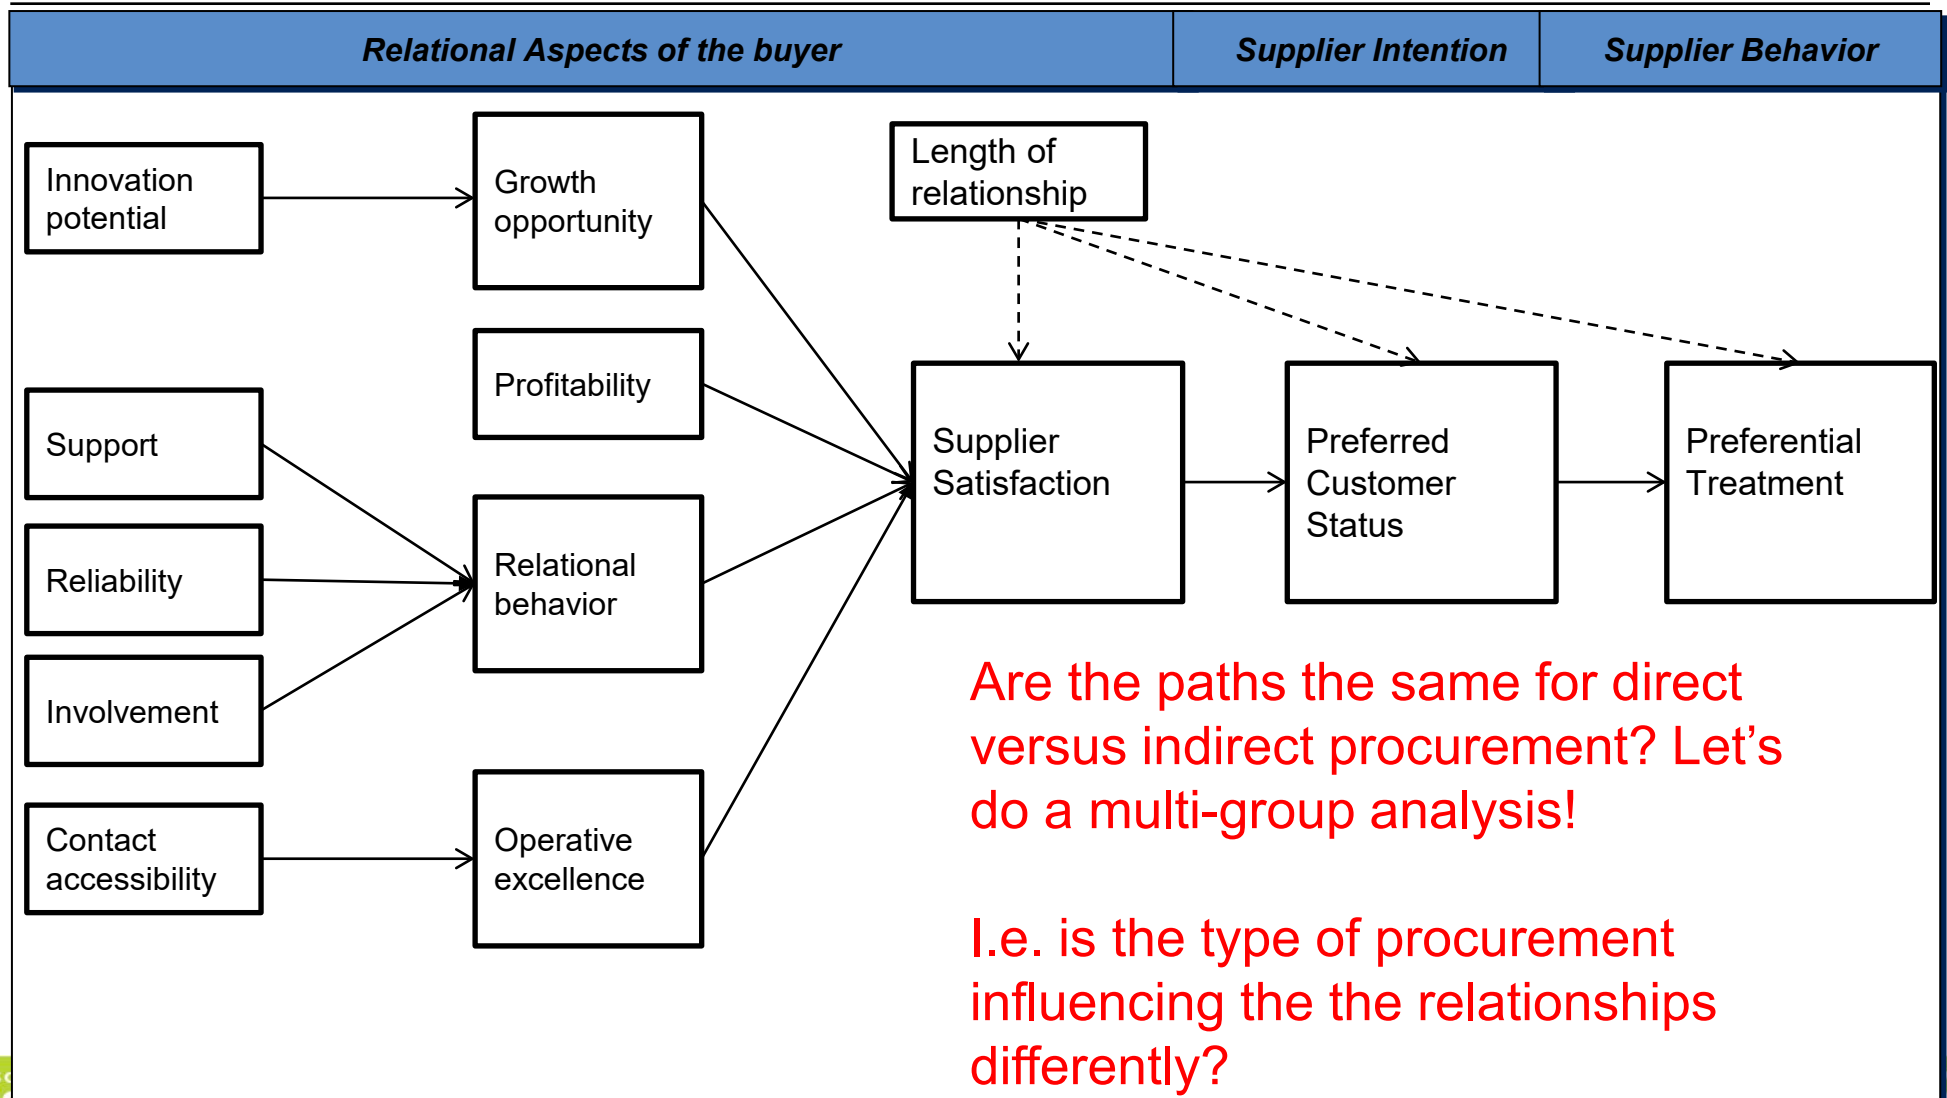 Relational Aspects of the buyer
Supplier Intention
Supplier Behavior
Innovation
potential
Growth
opportunity
Length of
relationship
Profitability
Support
Supplier
Satisfaction
Preferred
Customer
Status
Preferential
Treatment
Reliability
Relational
behavior
Involvement
Contact
accessibility
Operative
excellence
Are the paths the same for direct
versus indirect procurement? Let’s
do a multi-group analysis!
I.e. is the type of procurement
influencing the the relationships
differently?